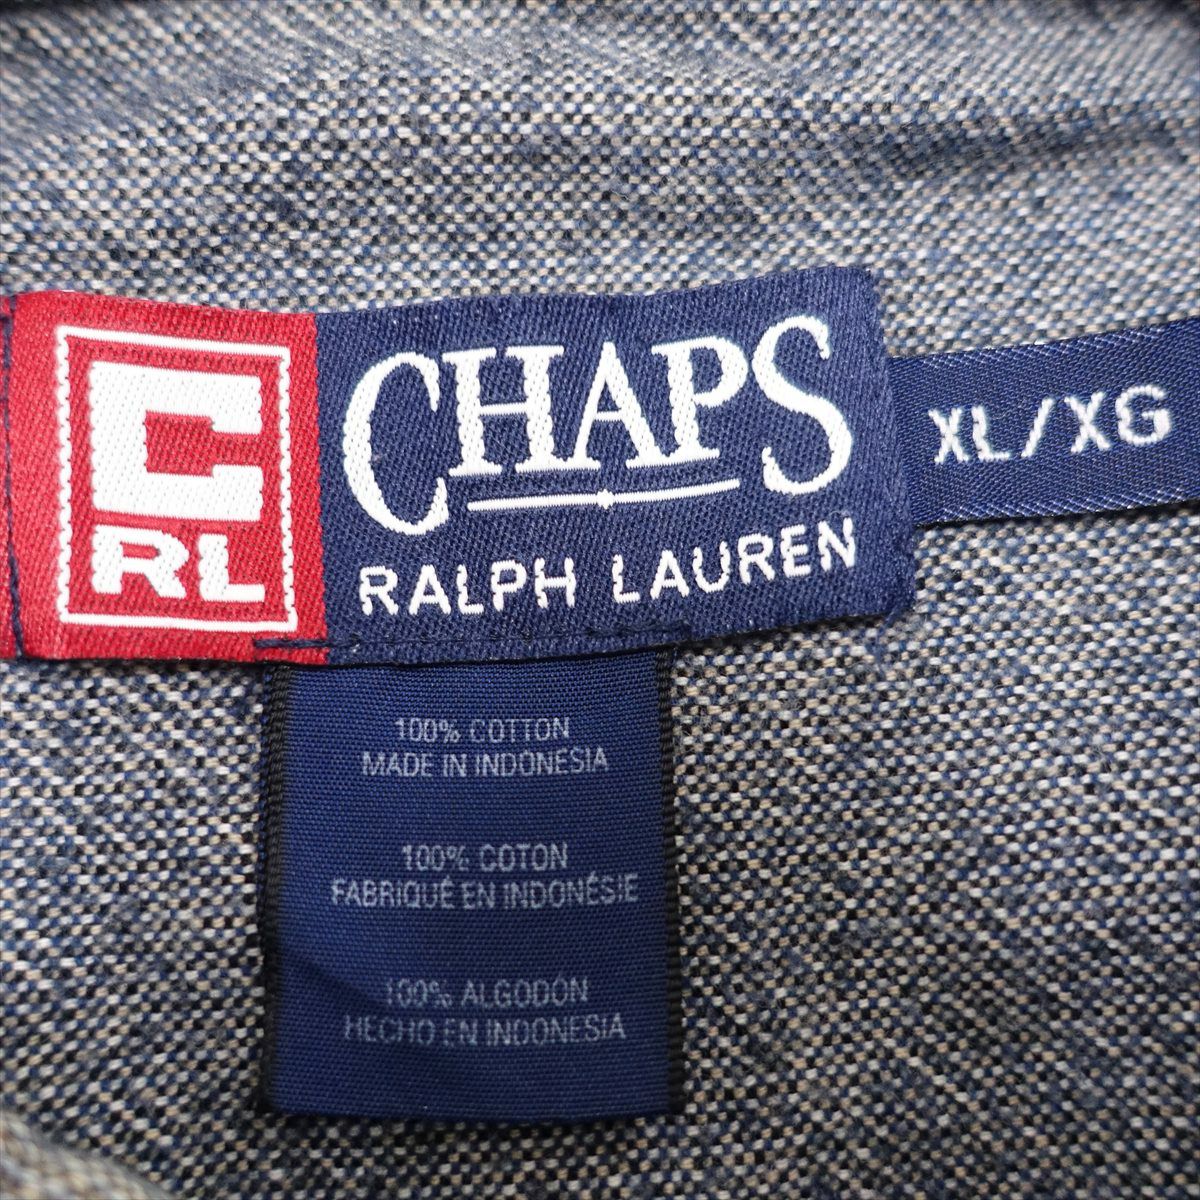 C
RL
CHAPS
RALPH LAUREN
XL/XG
100% COTTON
MADE IN INDONESIA
100% COTON
FABRIQUÉ EN INDONÉSIE
100% ALGODÓN
HECHO EN INDONESIA